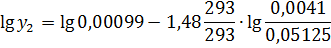 lg y₂ = lg 0,00099 − 1,48 293/293 · lg 0,0041/0,05125